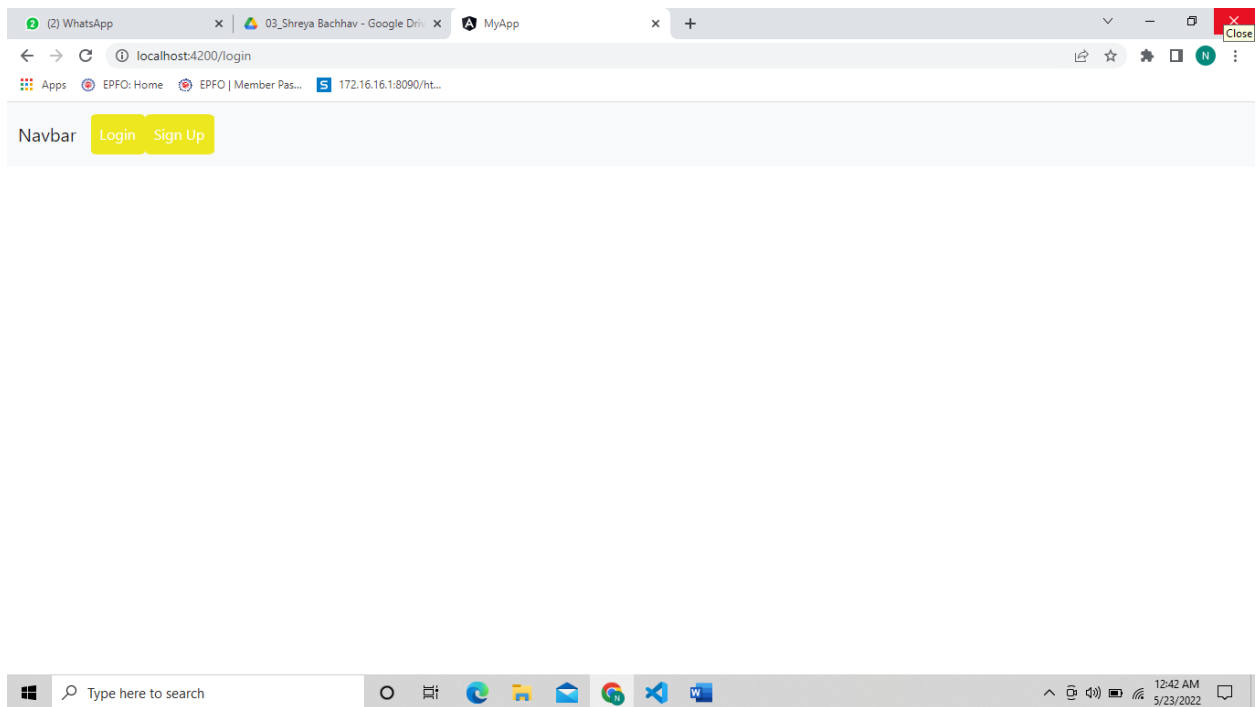 2 (2) WhatsApp 03_Shreya Bachhav - Google Driv MyApp
Close
localhost:4200/login N
Apps EPFO: Home EPFO | Member Pas... S 172.16.16.1:8090/ht...
Navbar Login Sign Up
Type here to search N W 12:42 AM
5/23/2022